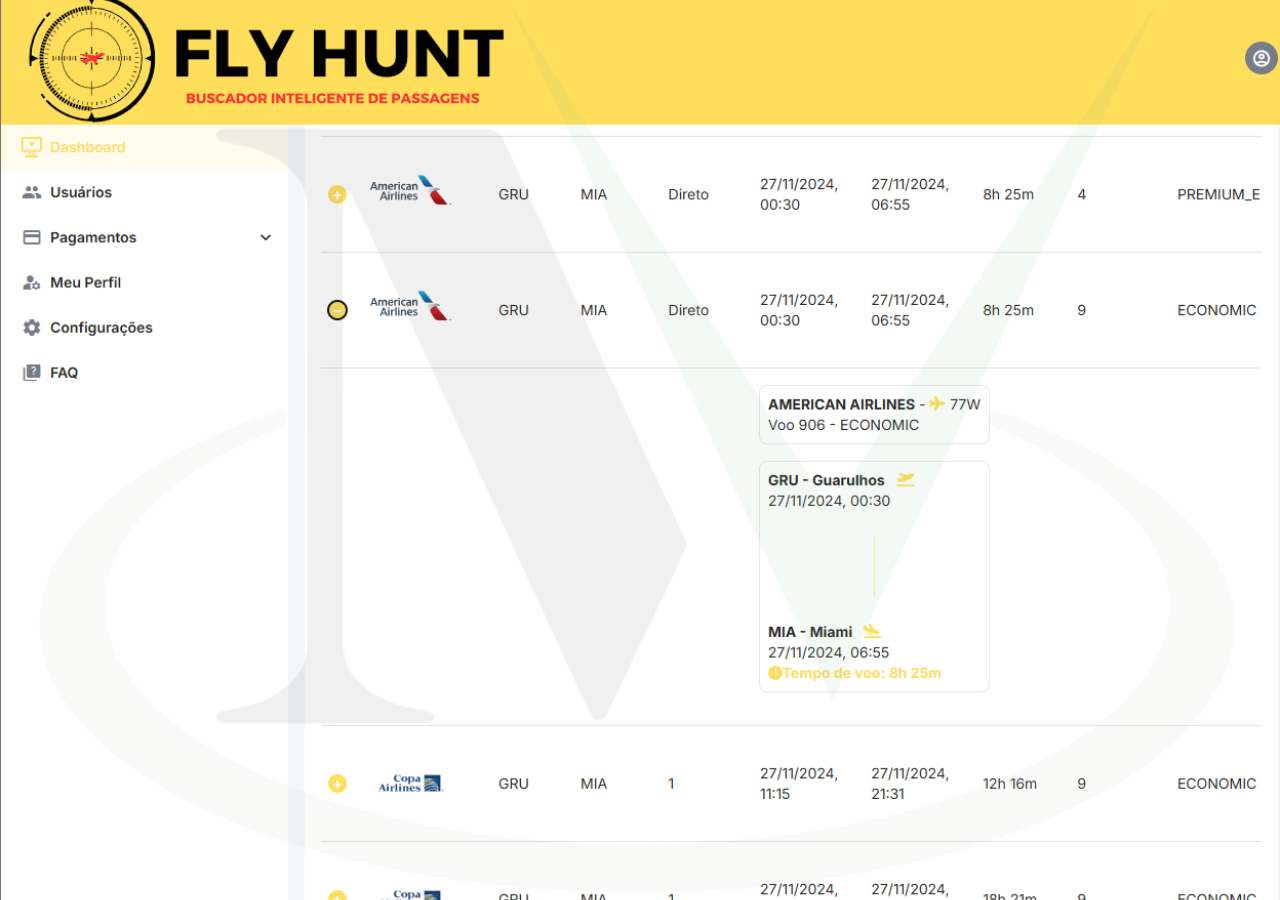 FLY HUNT
BUSCADOR INTELIGENTE DE PASSAGENS
Dashboard
Usuários
Pagamentos
Meu Perfil
Configurações
FAQ
American Airlines GRU MIA Direto 27/11/2024, 00:30 27/11/2024, 06:55 8h 25m 4 PREMIUM_E
American Airlines GRU MIA Direto 27/11/2024, 00:30 27/11/2024, 06:55 8h 25m 9 ECONOMIC
AMERICAN AIRLINES - 77W
Voo 906 - ECONOMIC
GRU - Guarulhos
27/11/2024, 00:30
MIA - Miami
27/11/2024, 06:55
Tempo de voo: 8h 25m
Copa Airlines GRU MIA 1 27/11/2024, 11:15 27/11/2024, 21:31 12h 16m 9 ECONOMIC
Copa GRU MIA 1 27/11/2024, 27/11/2024, 18h 21m 9 ECONOMIC